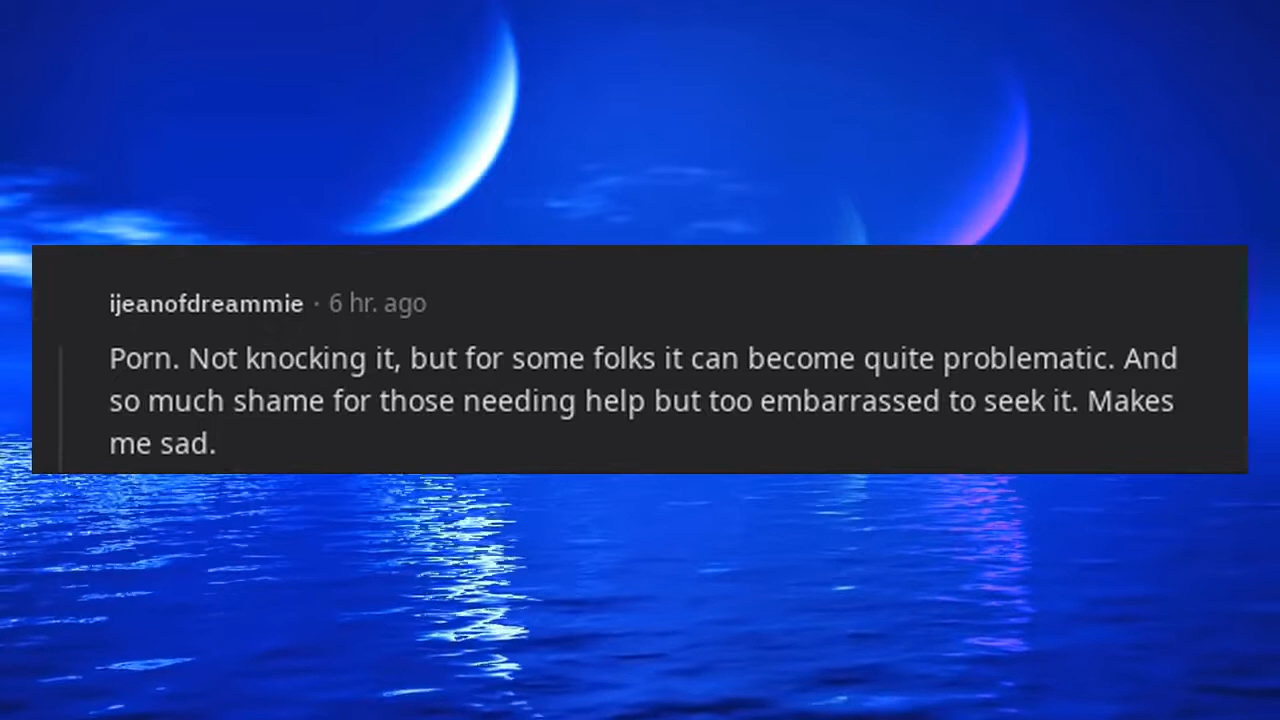 ijeanofdreammie · 6 hr. ago
Porn. Not knocking it, but for some folks it can become quite problematic. And
so much shame for those needing help but too embarrassed to seek it. Makes
me sad.